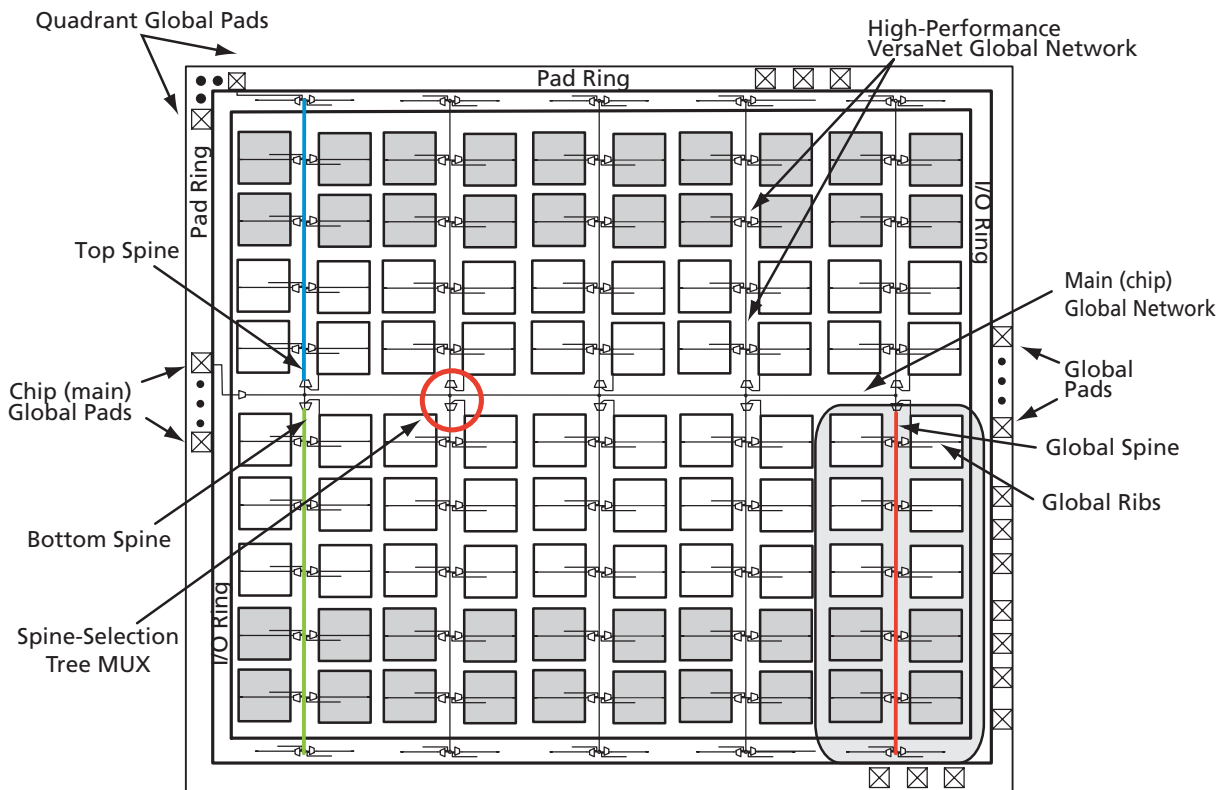 Quadrant Global Pads
High-Performance
VersaNet Global Network
Pad Ring
Pad Ring
I/O Ring
Top Spine
Main (chip)
Global Network
Chip (main)
Global Pads
Global
Pads
Global Spine
Global Ribs
Bottom Spine
I/O Ring
Spine-Selection
Tree MUX